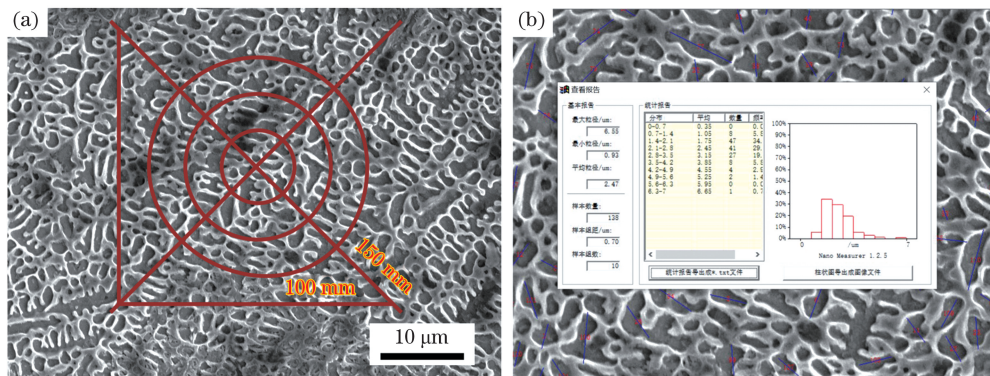 (a)
150 mm
100 mm
10 μm
(b)
查看报告
基本报告
最大粒径/um:
6.55
最小粒径/um:
0.93
平均粒径/um:
2.47
样本数量:
138
样本组距/um:
0.70
样本组数:
10
统计报告
分布 平均 数量
0-0.7 0.35 0
0.7-1.4 1.05 8
1.4-2.1 1.75 47
2.1-2.8 2.45 41
2.8-3.5 3.15 27
3.5-4.2 3.85 8
4.2-4.9 4.55 4
4.9-5.6 5.25 2
5.6-6.3 5.95 0
6.3-7 6.65 1
统计报告导出成*.txt文件
100%
90%
80%
70%
60%
50%
40%
30%
20%
10%
0%
0 /um 7
Nano Measurer 1.2.5
柱状图导出成图像文件